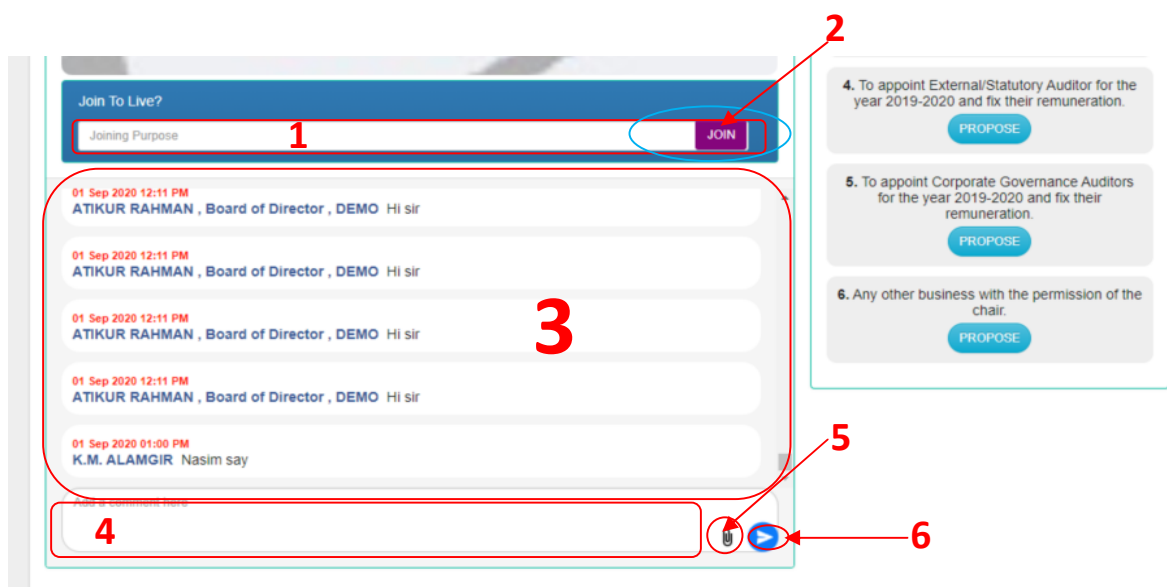 2
Join To Live?
Joining Purpose
1
JOIN
01 Sep 2020 12:11 PM
ATIKUR RAHMAN , Board of Director , DEMO Hi sir
01 Sep 2020 12:11 PM
ATIKUR RAHMAN , Board of Director , DEMO Hi sir
01 Sep 2020 12:11 PM
ATIKUR RAHMAN , Board of Director , DEMO Hi sir
3
01 Sep 2020 12:11 PM
ATIKUR RAHMAN , Board of Director , DEMO Hi sir
01 Sep 2020 01:00 PM
K.M. ALAMGIR Nasim say
Add a comment here
4
5
6
4. To appoint External/Statutory Auditor for the
year 2019-2020 and fix their remuneration.
PROPOSE
5. To appoint Corporate Governance Auditors
for the year 2019-2020 and fix their
remuneration.
PROPOSE
6. Any other business with the permission of the
chair.
PROPOSE